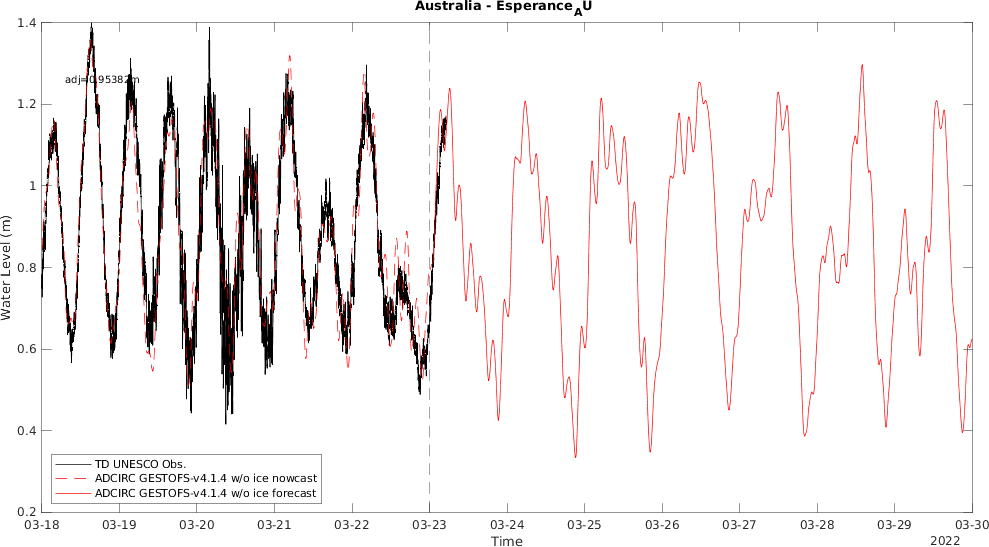 Australia - Esperance_AU
adj=0.95382m
Water Level (m)
1.4
1.2
1
0.8
0.6
0.4
0.2
TD UNESCO Obs.
ADCIRC GESTOFS-v4.1.4 w/o ice nowcast
ADCIRC GESTOFS-v4.1.4 w/o ice forecast
03-18 03-19 03-20 03-21 03-22 03-23 03-24 03-25 03-26 03-27 03-28 03-29 03-30
Time
2022